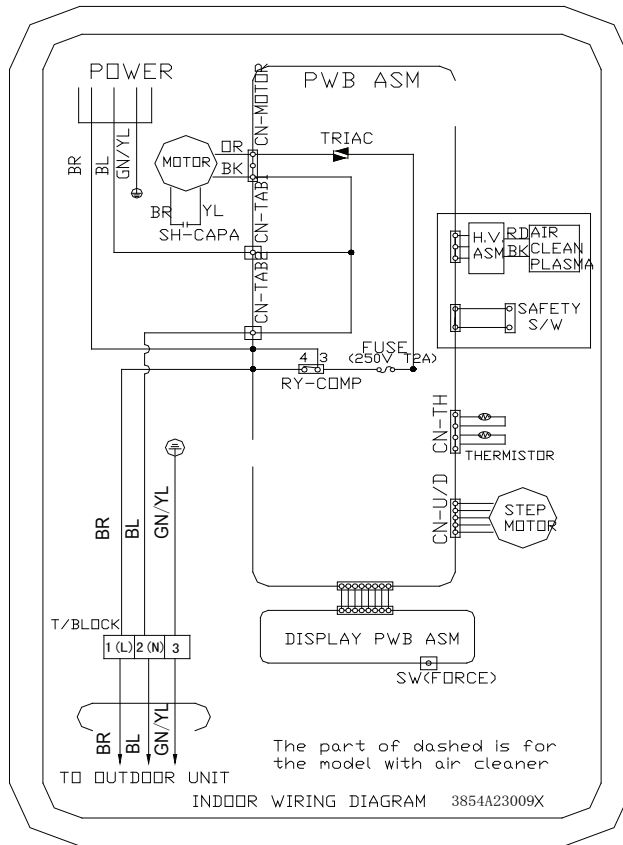 POWER
PWB ASM
BR
BL
GN/YL
MOTOR
OR
BK
BR
YL
SH-CAPA
CN-MOTOR
CN-TAB1
CN-TAB2
TRIAC
H.V.
ASM
RD
BK
AIR
CLEAN
PLASMA
SAFETY
S/W
4 3
RY-COMP
FUSE
(250V T2A)
CN-TH
THERMISTOR
CN-U/D
STEP
MOTOR
BR
BL
GN/YL
T/BLOCK
1(L) 2(N) 3
DISPLAY PWB ASM
SW(FORCE)
BR
BL
GN/YL
TO OUTDOOR UNIT
The part of dashed is for
the model with air cleaner
INDOOR WIRING DIAGRAM 3854A23009X